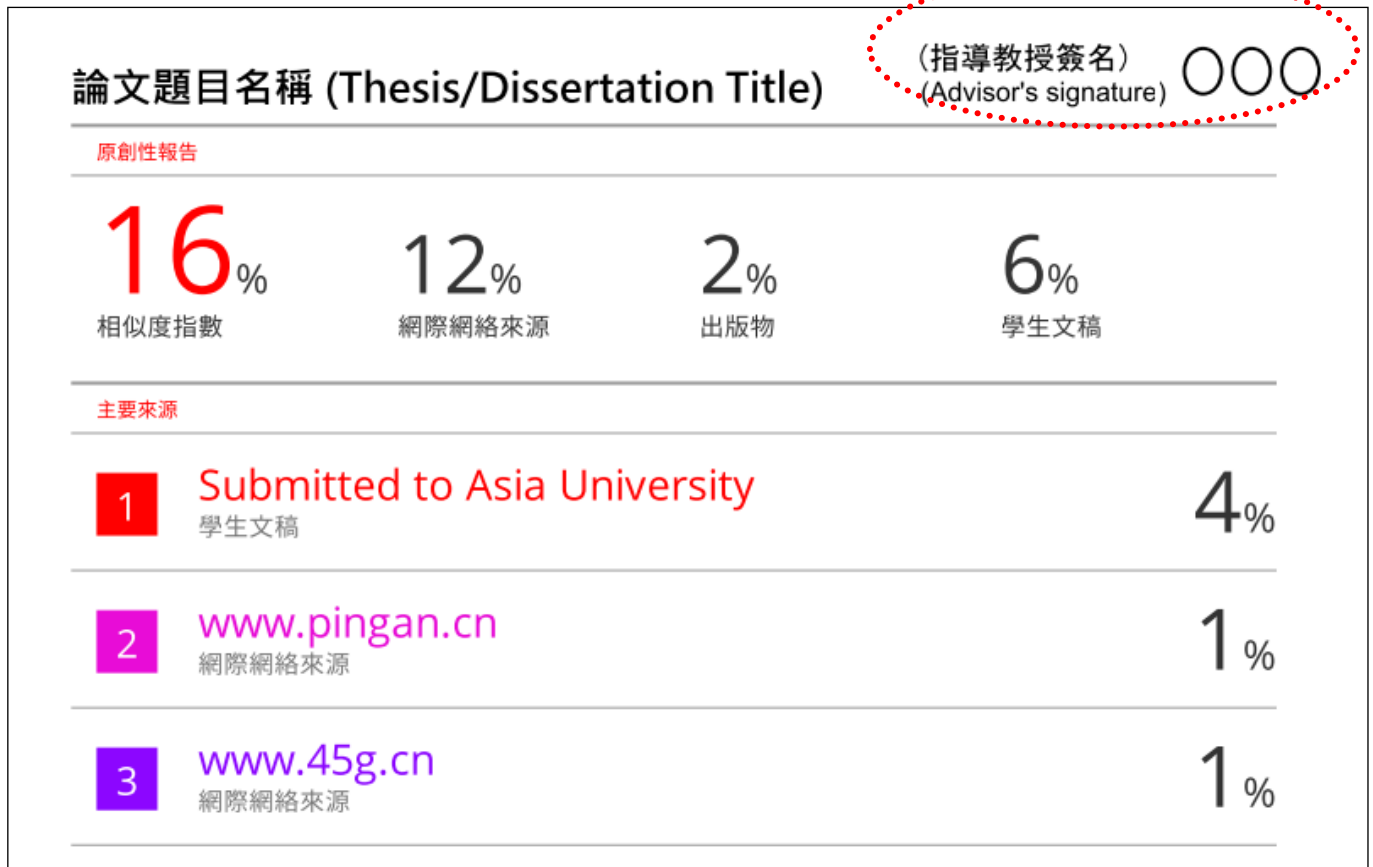 論文題目名稱 (Thesis/Dissertation Title)
（指導教授簽名）
(Advisor's signature) ○○○
原創性報告
16% 12% 2% 6%
相似度指數 網際網絡來源 出版物 學生文稿
主要來源
1 Submitted to Asia University 4%
學生文稿
2 www.pingan.cn 1%
網際網絡來源
3 www.45g.cn 1%
網際網絡來源